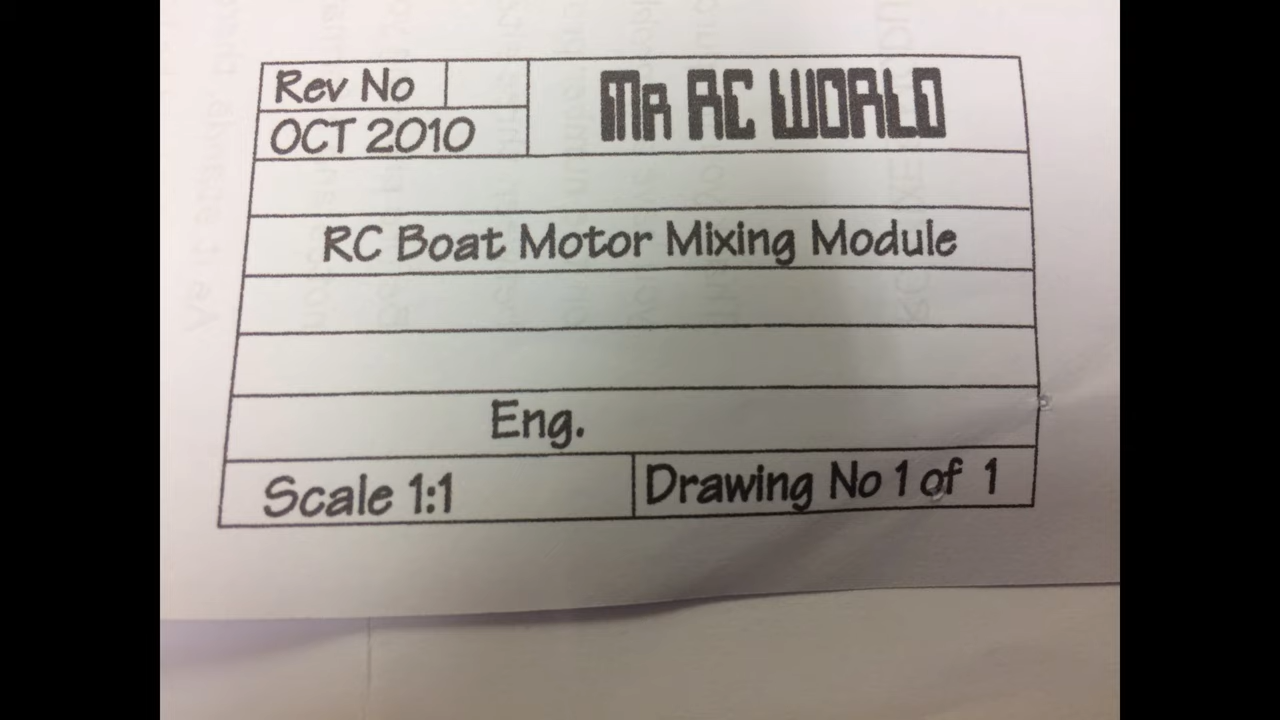 Rev No
MR RC WORLD
OCT 2010
RC Boat Motor Mixing Module
Eng.
Scale 1:1
Drawing No 1 of 1